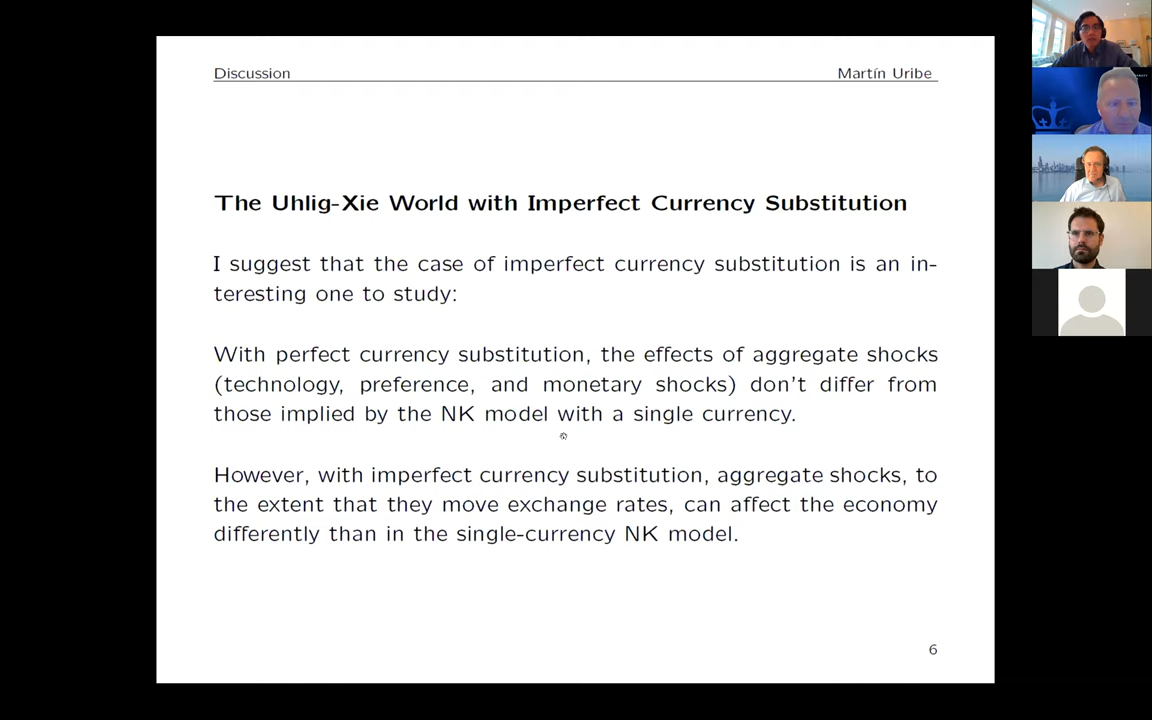 Discussion
Martín Uribe
The Uhlig-Xie World with Imperfect Currency Substitution
I suggest that the case of imperfect currency substitution is an in-
teresting one to study:
With perfect currency substitution, the effects of aggregate shocks
(technology, preference, and monetary shocks) don't differ from
those implied by the NK model with a single currency.
However, with imperfect currency substitution, aggregate shocks, to
the extent that they move exchange rates, can affect the economy
differently than in the single-currency NK model.
6